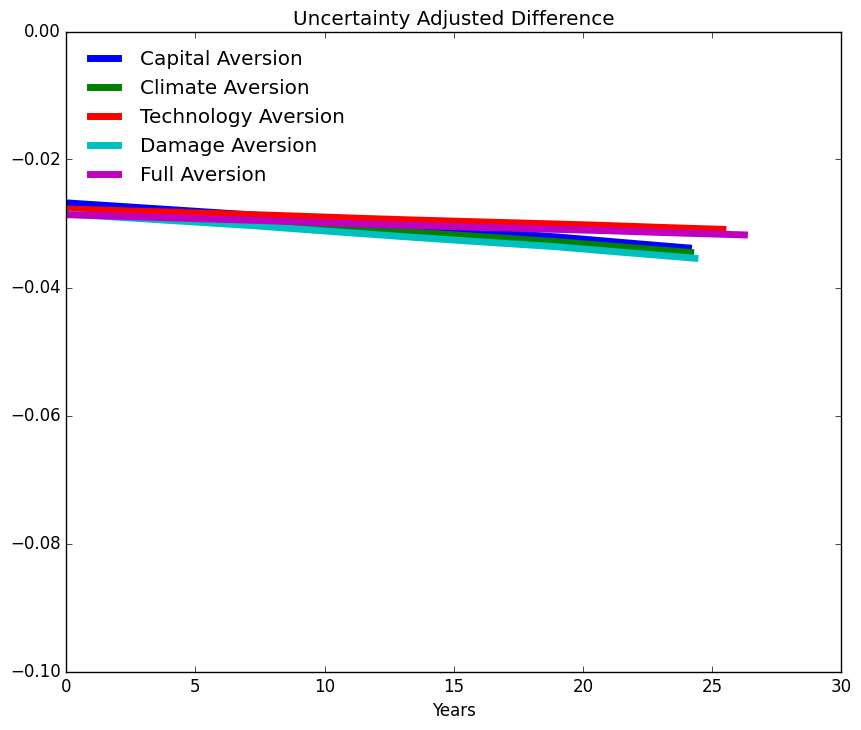 Uncertainty Adjusted Difference
0.00
Capital Aversion
Climate Aversion
Technology Aversion
Damage Aversion
Full Aversion
−0.02
−0.04
−0.06
−0.08
−0.10
0 5 10 15 20 25 30
Years